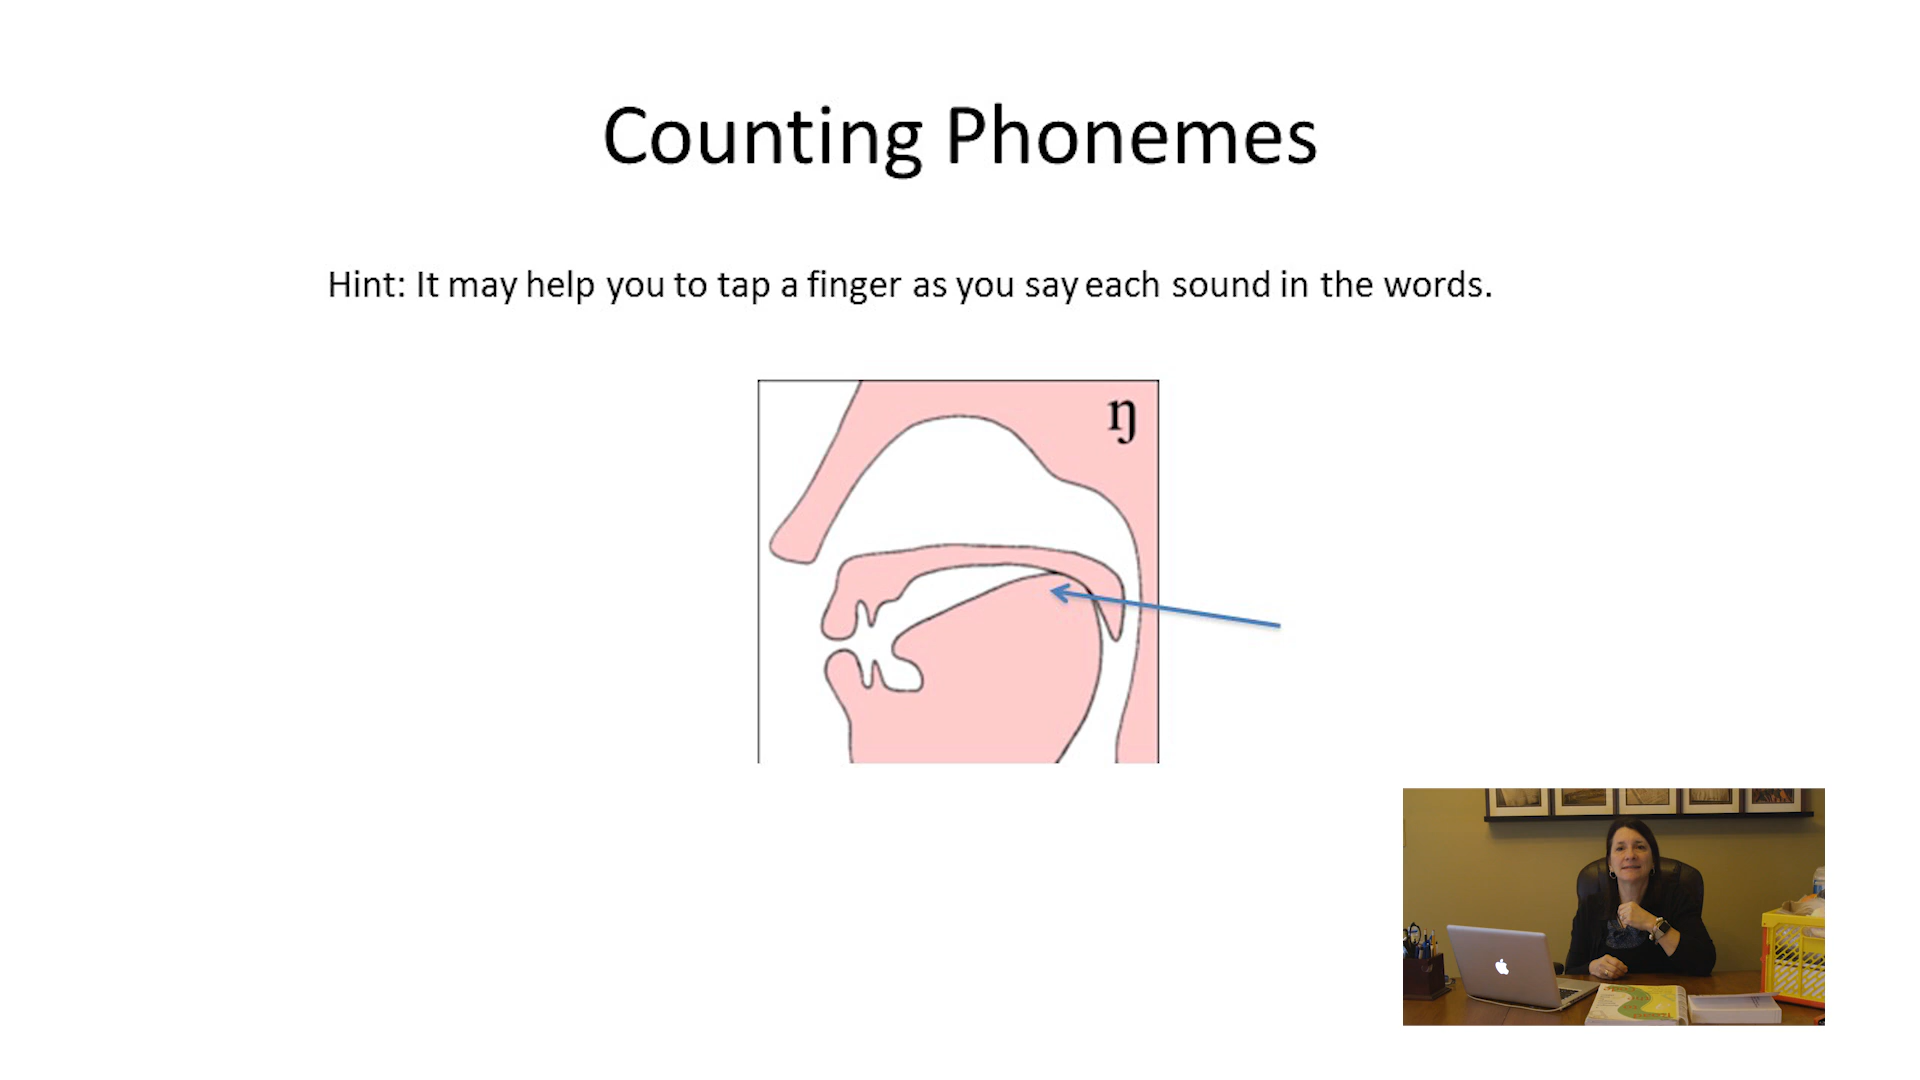 Counting Phonemes
Hint: It may help you to tap a finger as you say each sound in the words.
ŋ